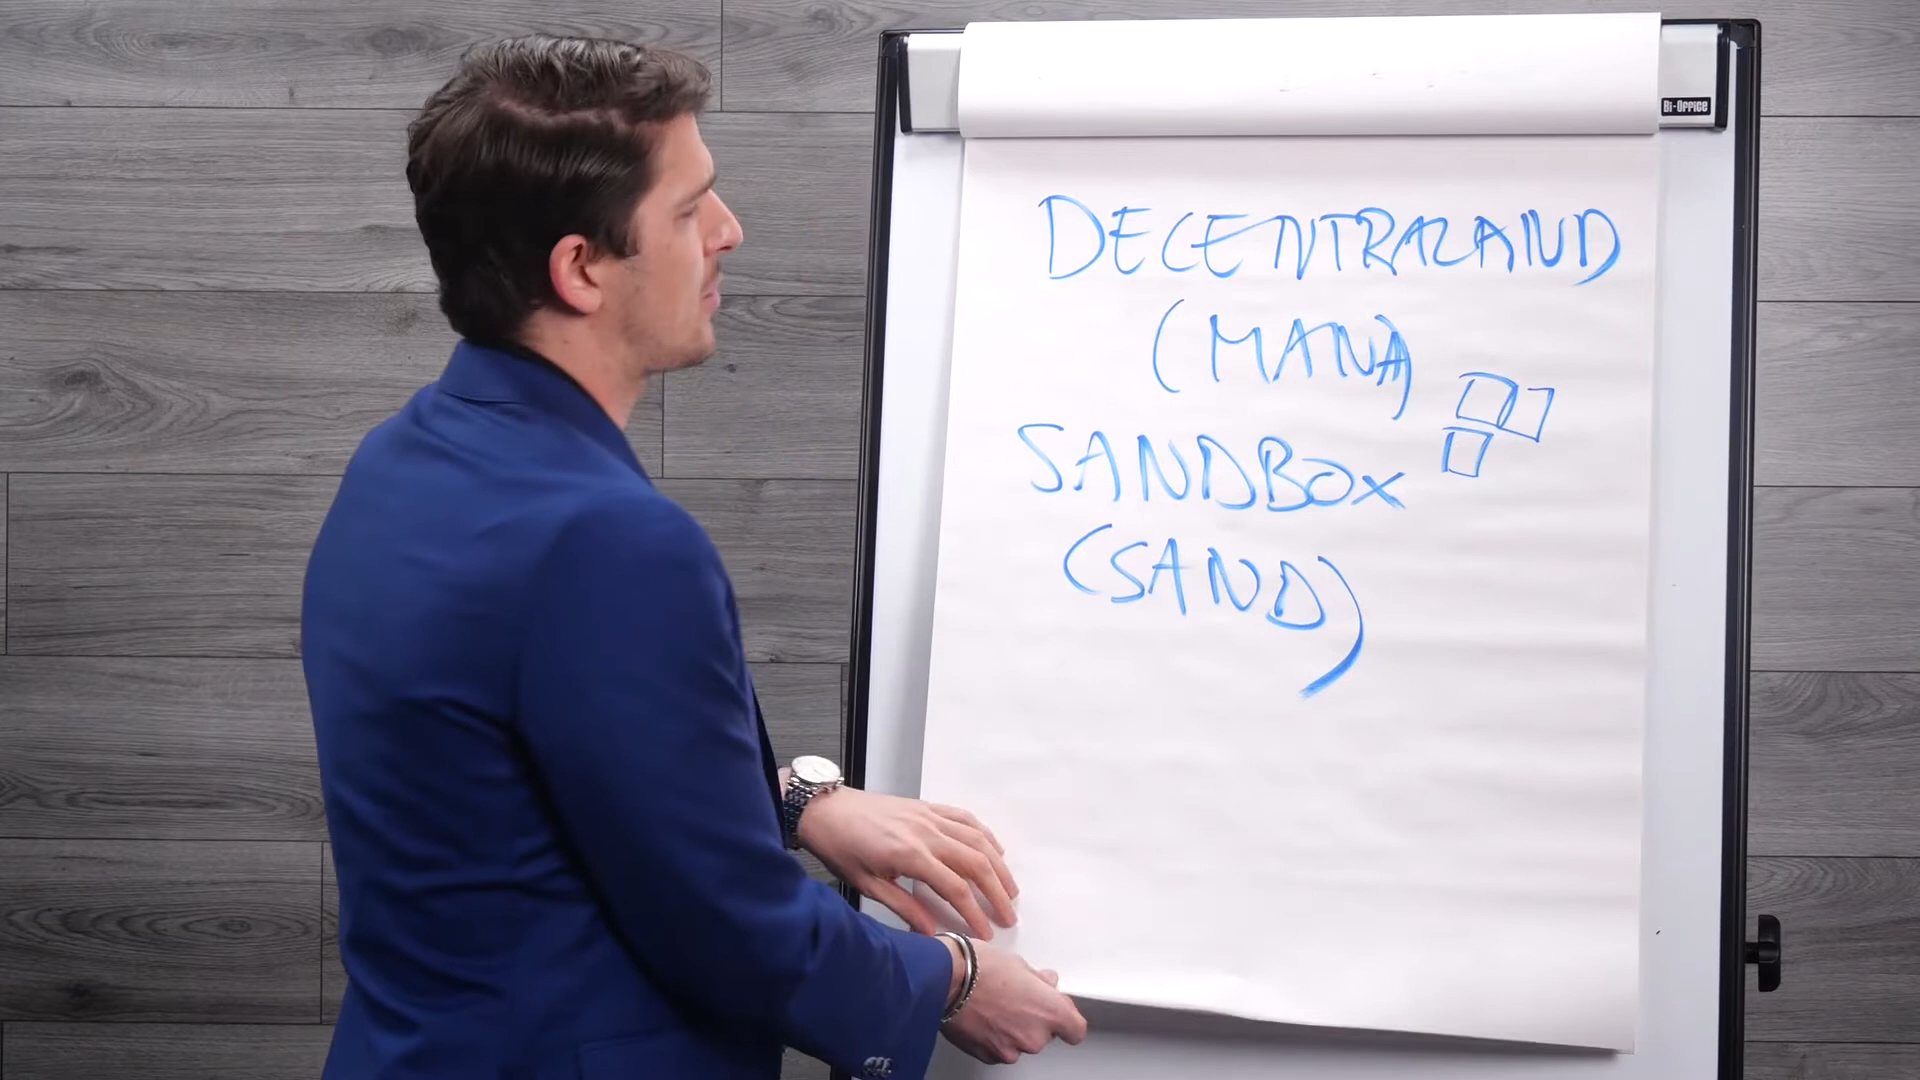 Bi-Office
DECENTRALAND
(MANA)
SANDBOX
(SAND)